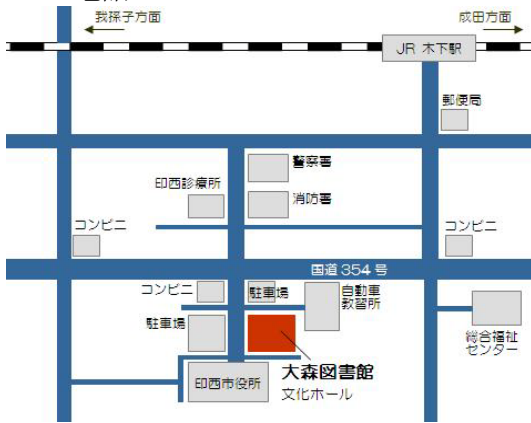 我孫子方面
成田方面
JR 木下駅
郵便局
警察署
印西診療所
消防署
コンビニ
コンビニ
国道354号
コンビニ
駐車場
自動車
教習所
駐車場
総合福祉
センター
大森図書館
印西市役所
文化ホール